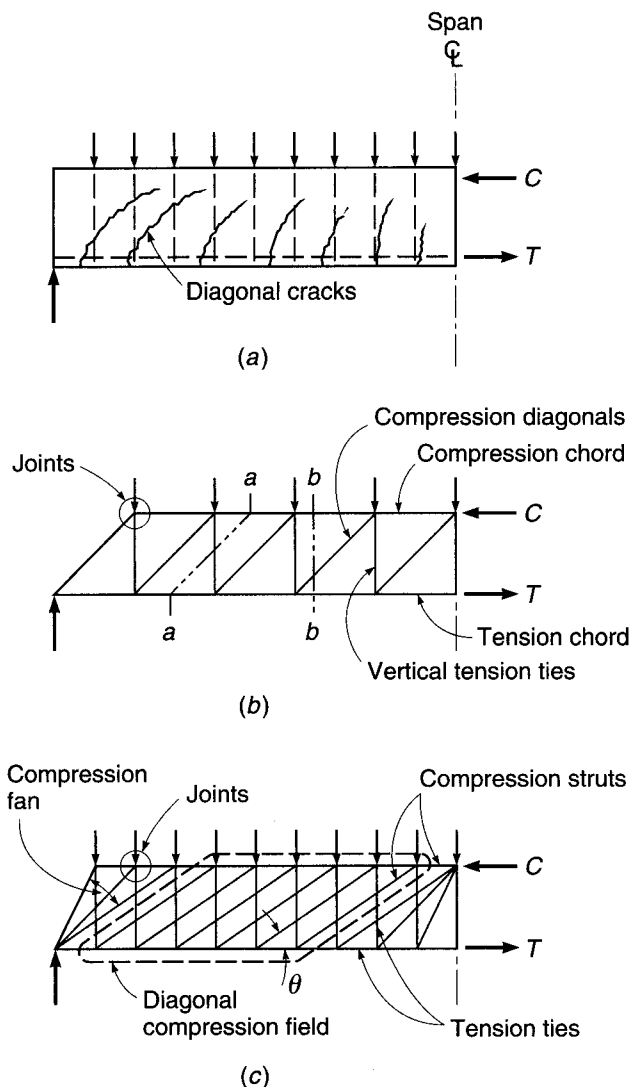 Span
℄
C
T
Diagonal cracks
(a)
Compression diagonals
Compression chord
Joints
a
b
C
T
a
b
Tension chord
Vertical tension ties
(b)
Compression
fan
Joints
Compression struts
C
T
θ
Diagonal
compression field
Tension ties
(c)